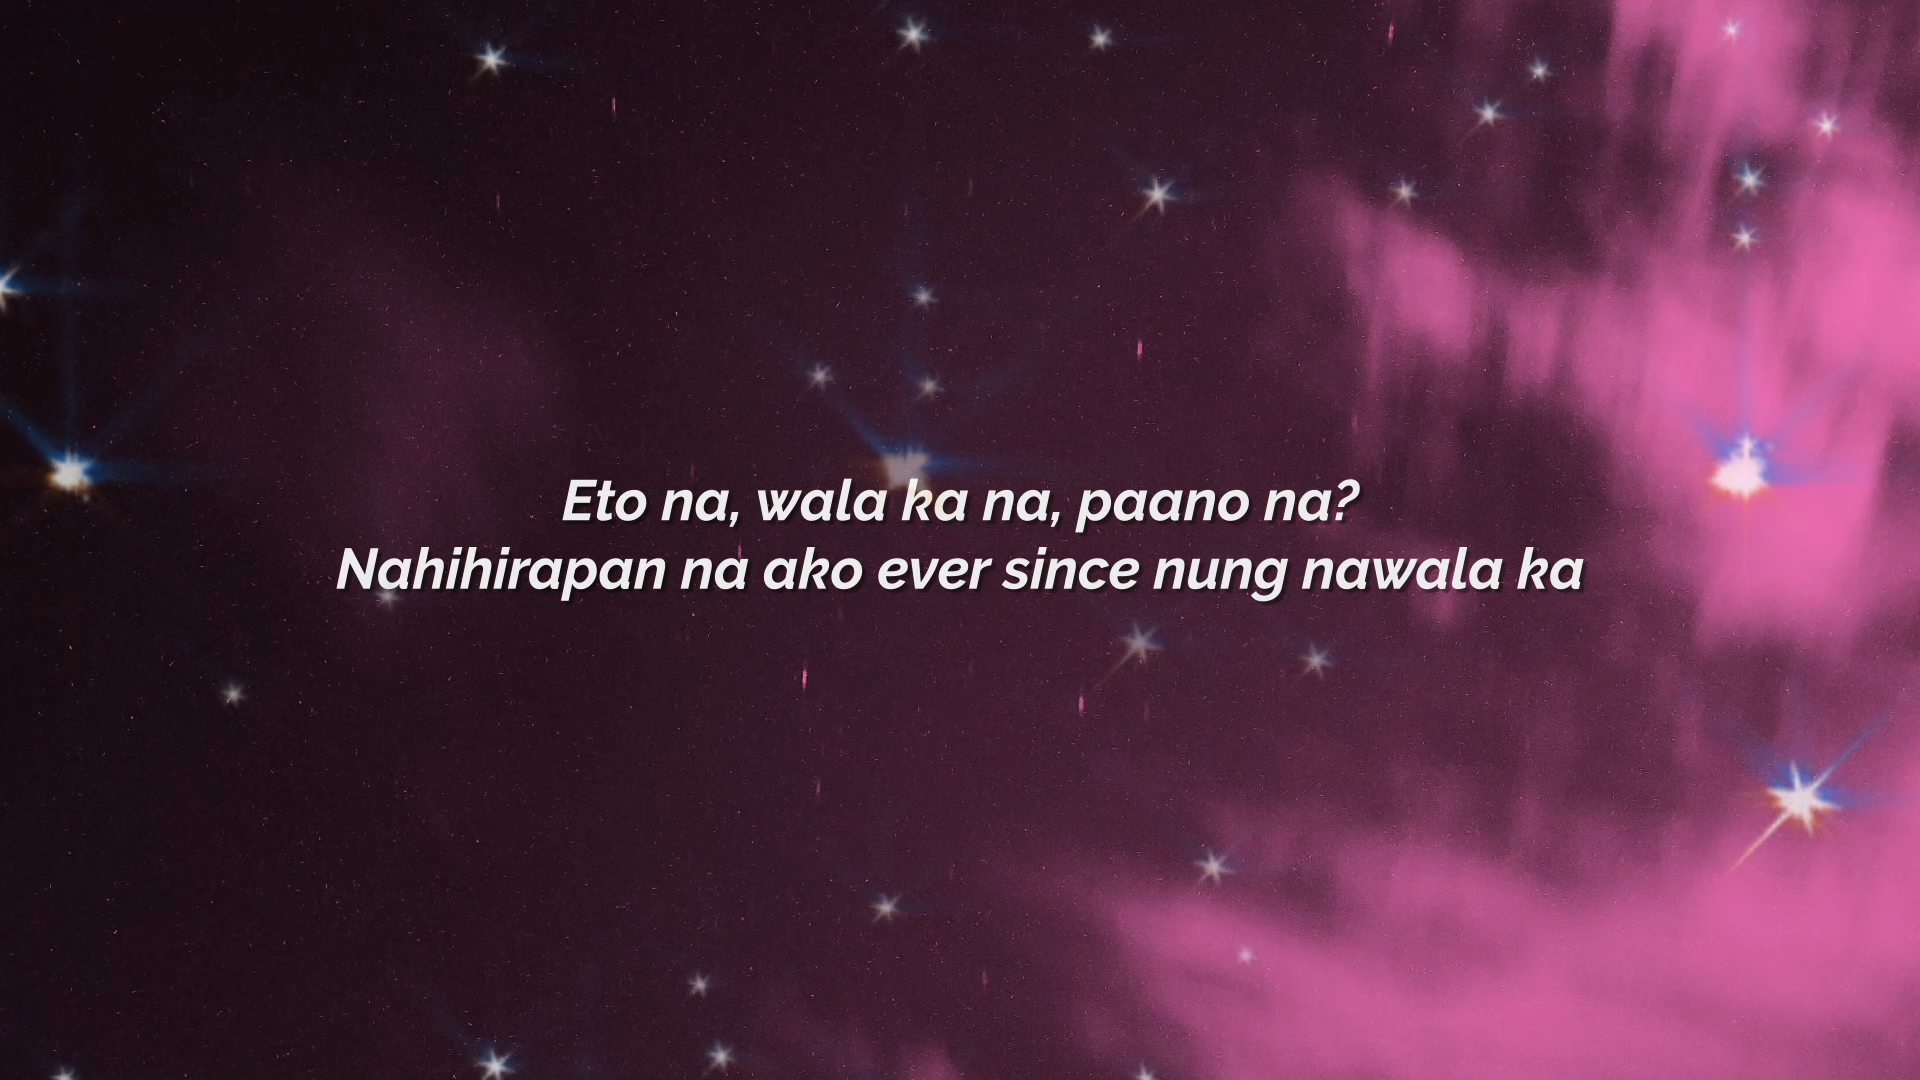 Eto na, wala ka na, paano na?
Nahihirapan na ako ever since nung nawala ka